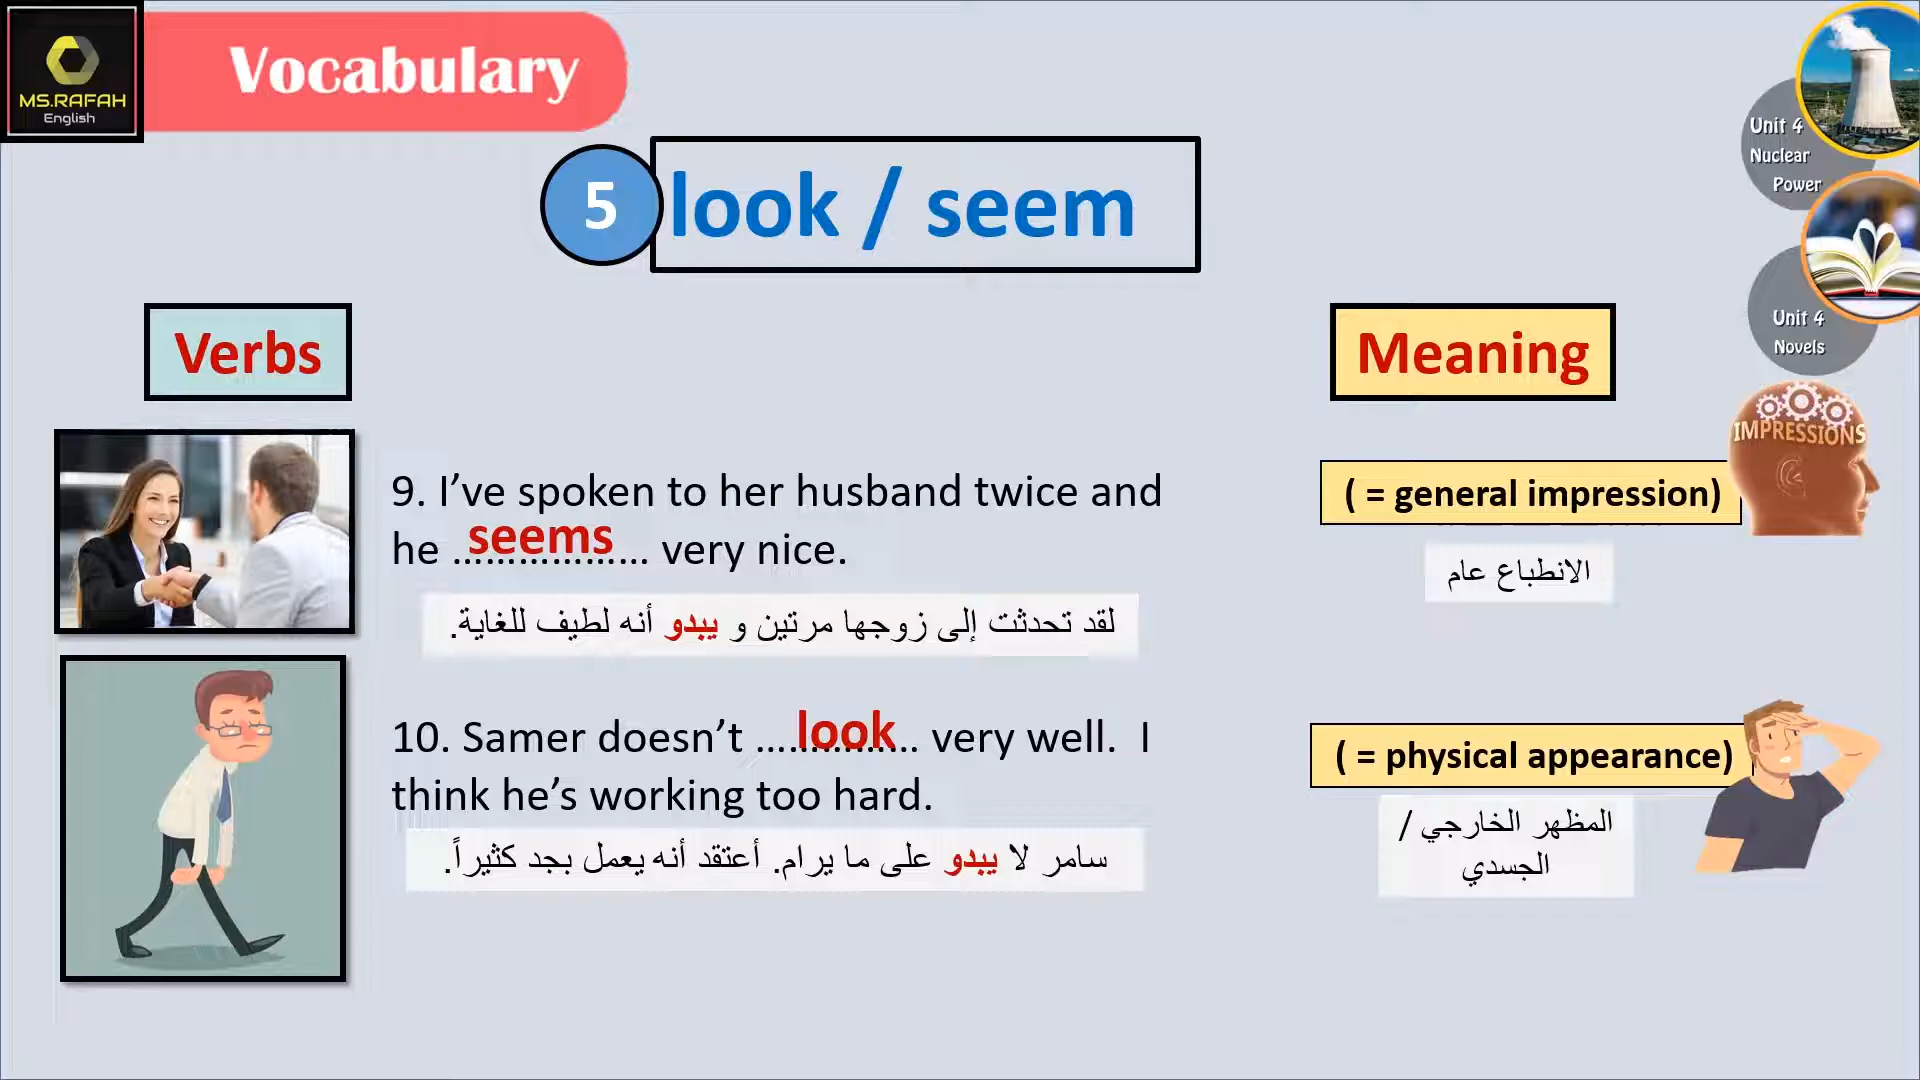 MS.RAFAH
English
Vocabulary
5 look / seem
Unit 4
Nuclear
Power
Unit 4
Novels
Verbs
Meaning
9. I’ve spoken to her husband twice and
he ……seems…… very nice.
لقد تحدثت إلى زوجها مرتين و يبدو أنه لطيف للغاية.
IMPRESSIONS
( = general impression)
الانطباع عام
10. Samer doesn’t ……look…… very well.  I
think he’s working too hard.
سامر لا يبدو على ما يرام. أعتقد أنه يعمل بجد كثيراً.
( = physical appearance)
المظهر الخارجي /
الجسدي